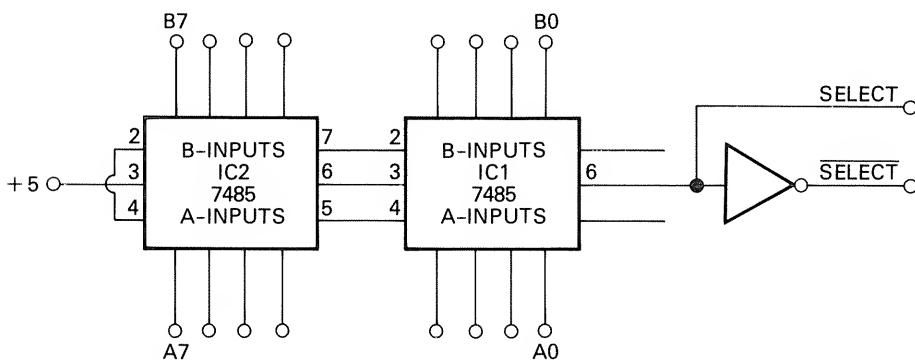 B7 B0
SELECT
2 B-INPUTS 7 2 B-INPUTS
+5 3 IC2 6 3 IC1 6 SELECT
7485 7485
4 A-INPUTS 5 4 A-INPUTS
A7 A0